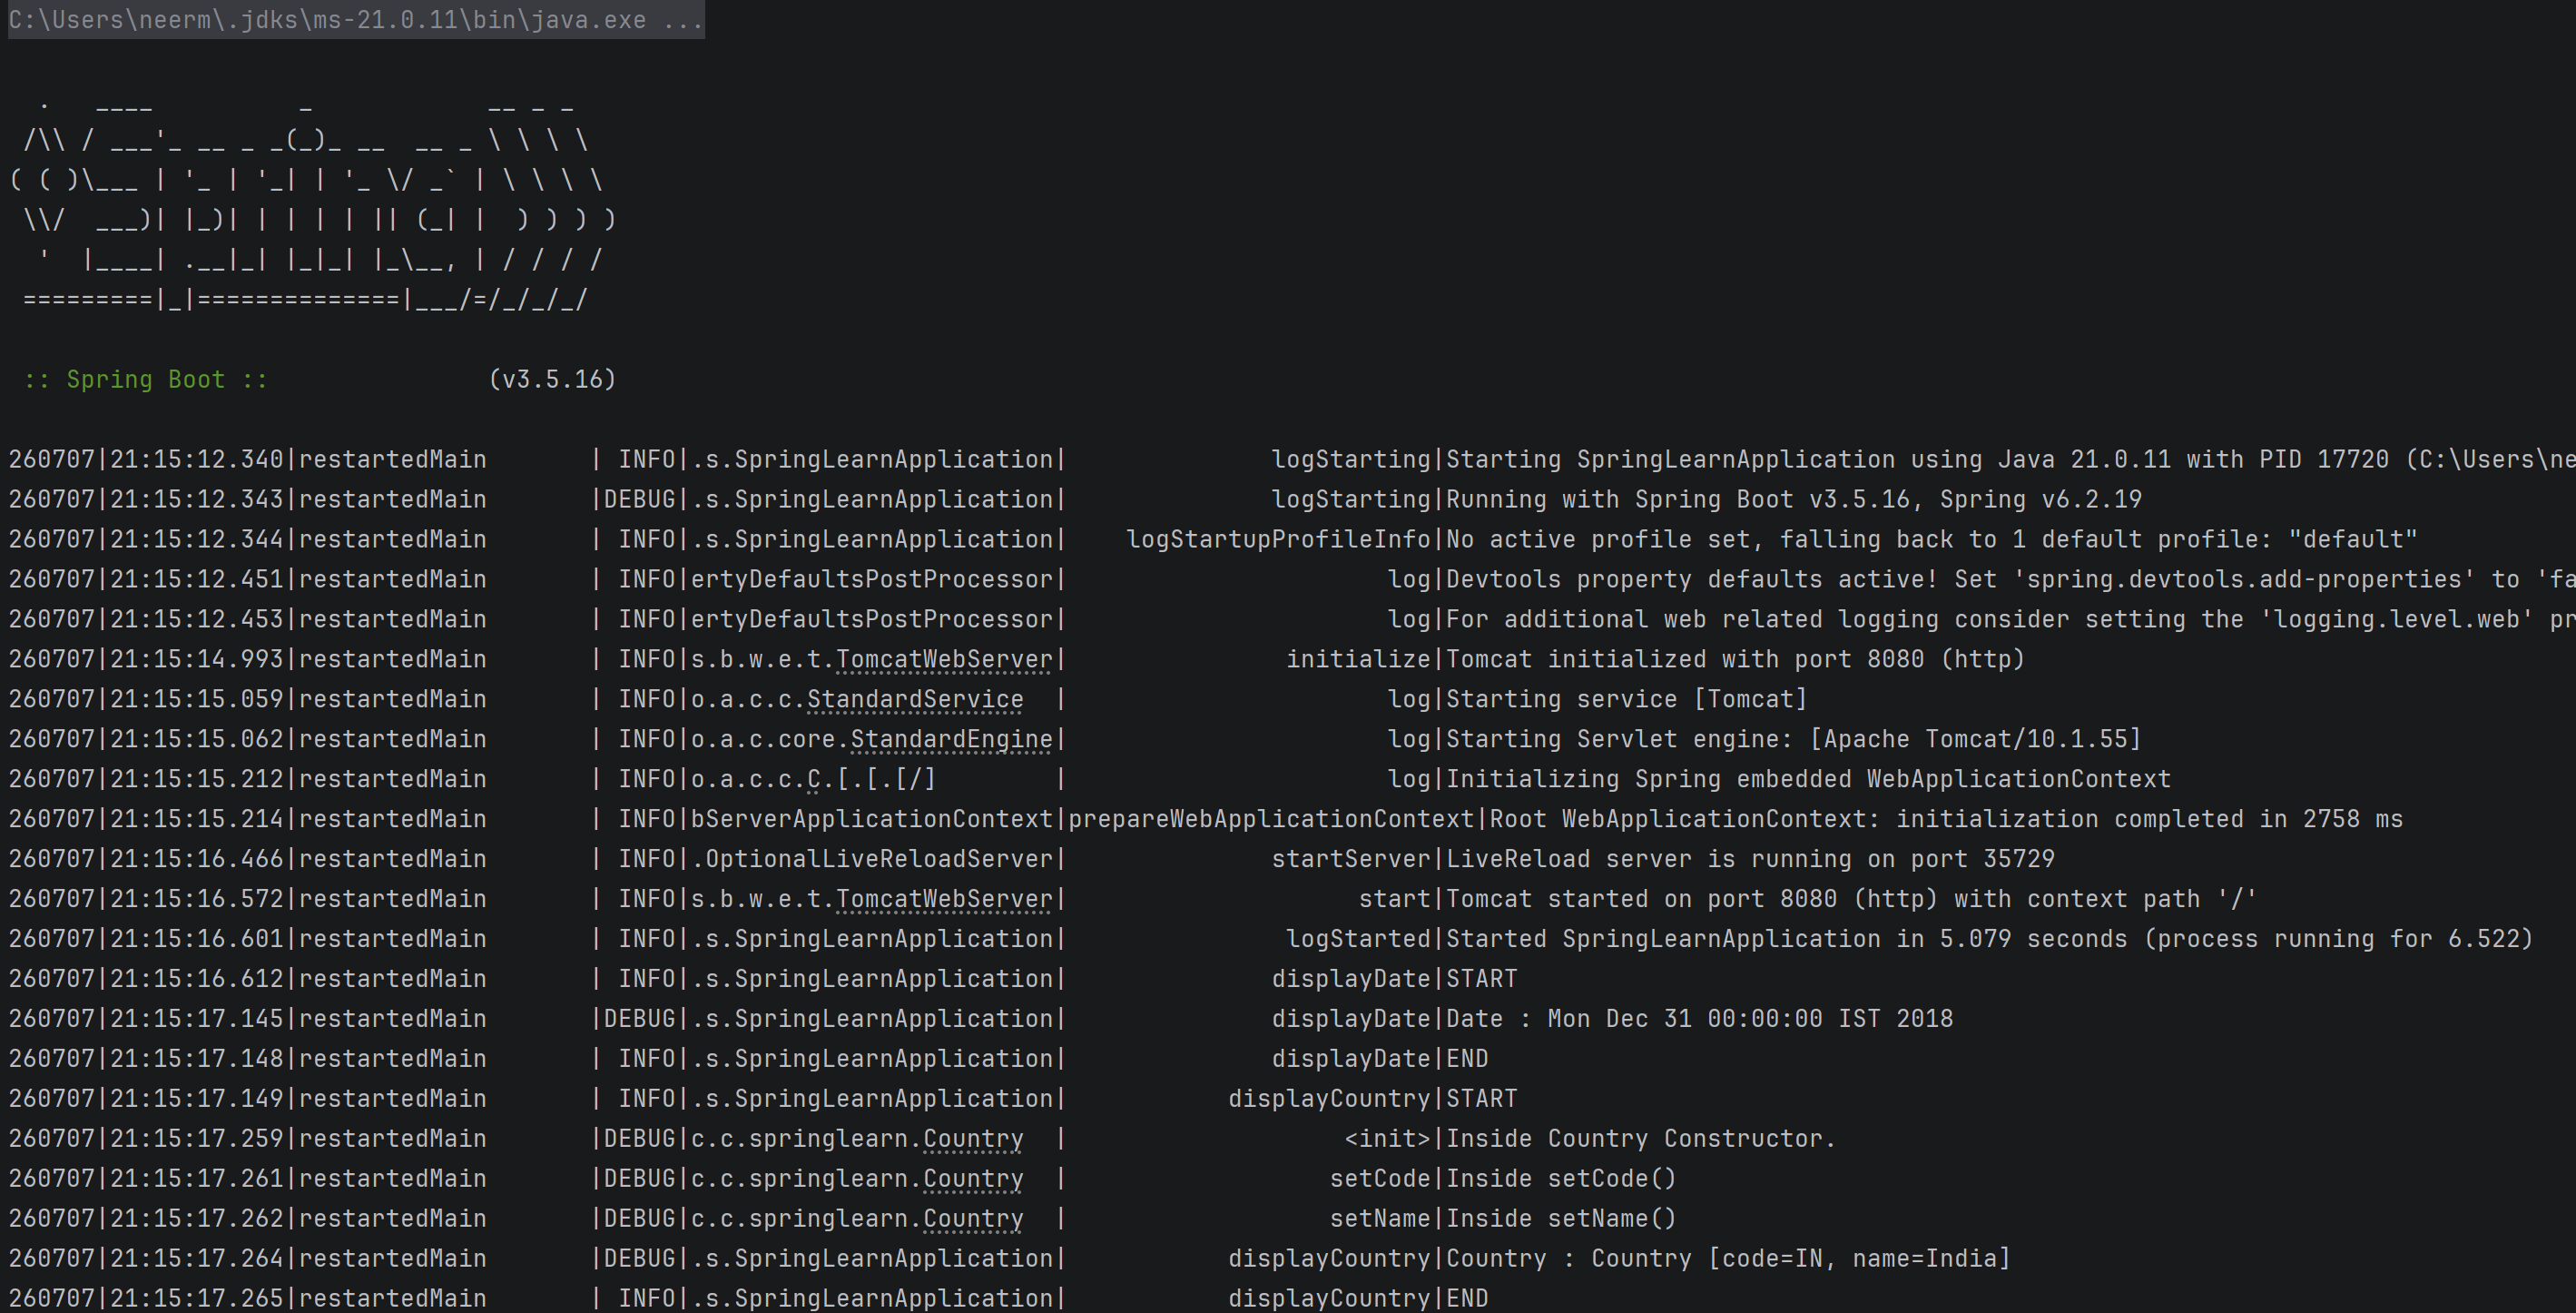 C:\Users\neerm\.jdks\ms-21.0.11\bin\java.exe ...
  .   ____          _            __ _ _
 /\\ / ___'_ __ _ _(_)_ __  __ _ \ \ \ \
( ( )\___ | '_ | '_| | '_ \/ _` | \ \ \ \
 \\/  ___)| |_)| | | | | || (_| |  ) ) ) )
  '  |____| .__|_| |_|_| |_\__, | / / / /
 =========|_|==============|___/=/_/_/_/
 :: Spring Boot ::               (v3.5.16)
260707|21:15:12.340|restartedMain       | INFO|.s.SpringLearnApplication|              logStarting|Starting SpringLearnApplication using Java 21.0.11 with PID 17720 (C:\Users\ne
260707|21:15:12.343|restartedMain       |DEBUG|.s.SpringLearnApplication|              logStarting|Running with Spring Boot v3.5.16, Spring v6.2.19
260707|21:15:12.344|restartedMain       | INFO|.s.SpringLearnApplication|    logStartupProfileInfo|No active profile set, falling back to 1 default profile: "default"
260707|21:15:12.451|restartedMain       | INFO|ertyDefaultsPostProcessor|                      log|Devtools property defaults active! Set 'spring.devtools.add-properties' to 'fa
260707|21:15:12.453|restartedMain       | INFO|ertyDefaultsPostProcessor|                      log|For additional web related logging consider setting the 'logging.level.web' pr
260707|21:15:14.993|restartedMain       | INFO|s.b.w.e.t.TomcatWebServer|               initialize|Tomcat initialized with port 8080 (http)
260707|21:15:15.059|restartedMain       | INFO|o.a.c.c.StandardService  |                      log|Starting service [Tomcat]
260707|21:15:15.062|restartedMain       | INFO|o.a.c.core.StandardEngine|                      log|Starting Servlet engine: [Apache Tomcat/10.1.55]
260707|21:15:15.212|restartedMain       | INFO|o.a.c.c.C.[.[.[/]        |                      log|Initializing Spring embedded WebApplicationContext
260707|21:15:15.214|restartedMain       | INFO|bServerApplicationContext|prepareWebApplicationContext|Root WebApplicationContext: initialization completed in 2758 ms
260707|21:15:16.466|restartedMain       | INFO|.OptionalLiveReloadServer|              startServer|LiveReload server is running on port 35729
260707|21:15:16.572|restartedMain       | INFO|s.b.w.e.t.TomcatWebServer|                    start|Tomcat started on port 8080 (http) with context path '/'
260707|21:15:16.601|restartedMain       | INFO|.s.SpringLearnApplication|               logStarted|Started SpringLearnApplication in 5.079 seconds (process running for 6.522)
260707|21:15:16.612|restartedMain       | INFO|.s.SpringLearnApplication|              displayDate|START
260707|21:15:17.145|restartedMain       |DEBUG|.s.SpringLearnApplication|              displayDate|Date : Mon Dec 31 00:00:00 IST 2018
260707|21:15:17.148|restartedMain       | INFO|.s.SpringLearnApplication|              displayDate|END
260707|21:15:17.149|restartedMain       | INFO|.s.SpringLearnApplication|           displayCountry|START
260707|21:15:17.259|restartedMain       |DEBUG|c.c.springlearn.Country  |                   <init>|Inside Country Constructor.
260707|21:15:17.261|restartedMain       |DEBUG|c.c.springlearn.Country  |                  setCode|Inside setCode()
260707|21:15:17.262|restartedMain       |DEBUG|c.c.springlearn.Country  |                  setName|Inside setName()
260707|21:15:17.264|restartedMain       |DEBUG|.s.SpringLearnApplication|           displayCountry|Country : Country [code=IN, name=India]
260707|21:15:17.265|restartedMain       | INFO|.s.SpringLearnApplication|           displayCountry|END